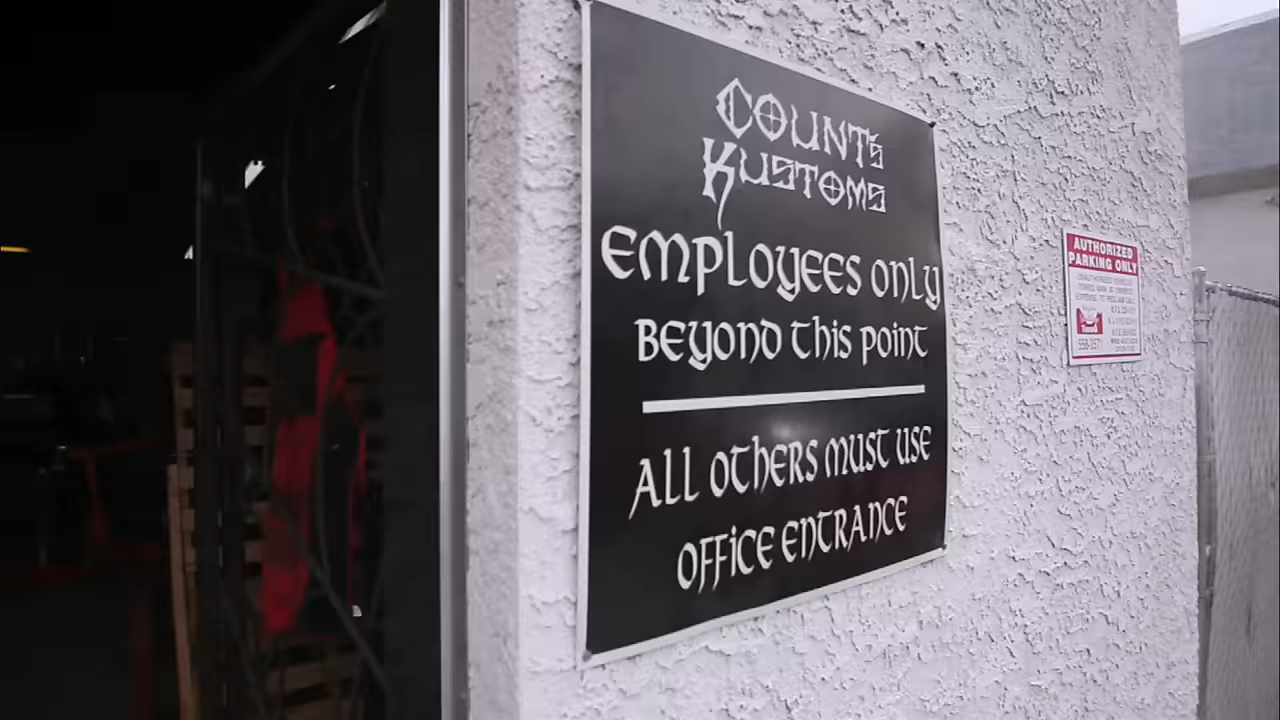 COUNT'S
KUSTOMS
EMPLOYEES ONLY
BEYOND THIS POINT
ALL OTHERS MUST USE
OFFICE ENTRANCE
AUTHORIZED
PARKING ONLY